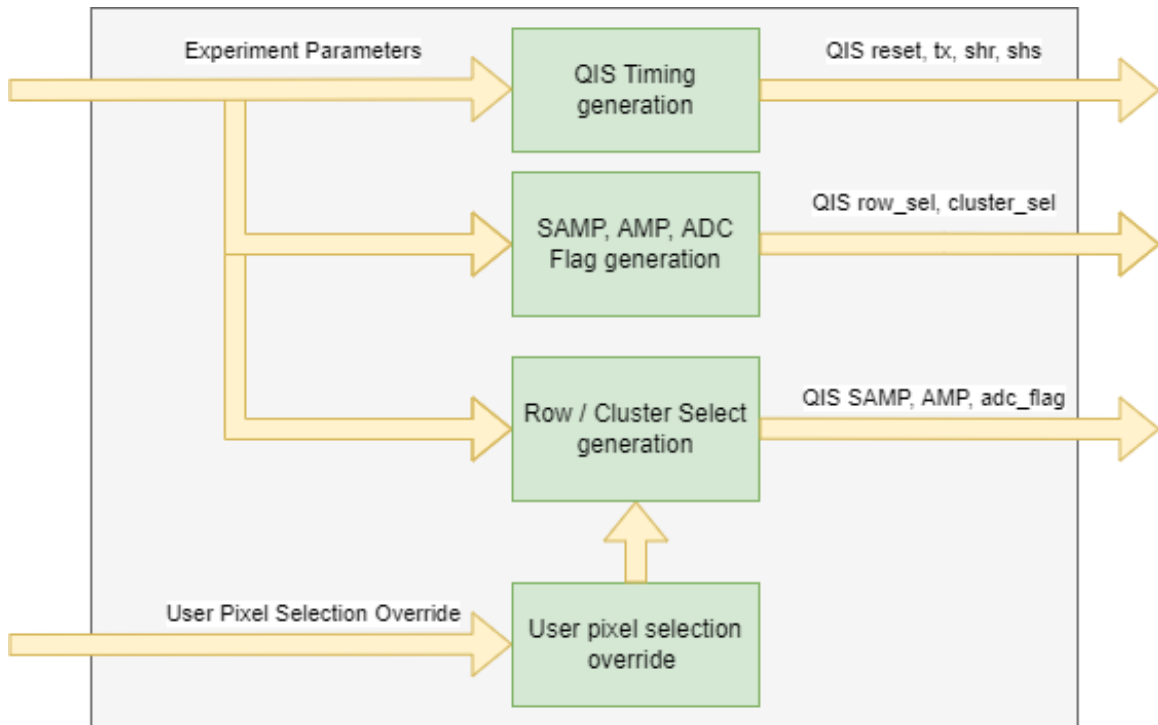 Experiment Parameters
QIS Timing
generation
QIS reset, tx, shr, shs
SAMP, AMP, ADC
Flag generation
QIS row_sel, cluster_sel
Row / Cluster Select
generation
QIS SAMP, AMP, adc_flag
User Pixel Selection Override
User pixel selection
override